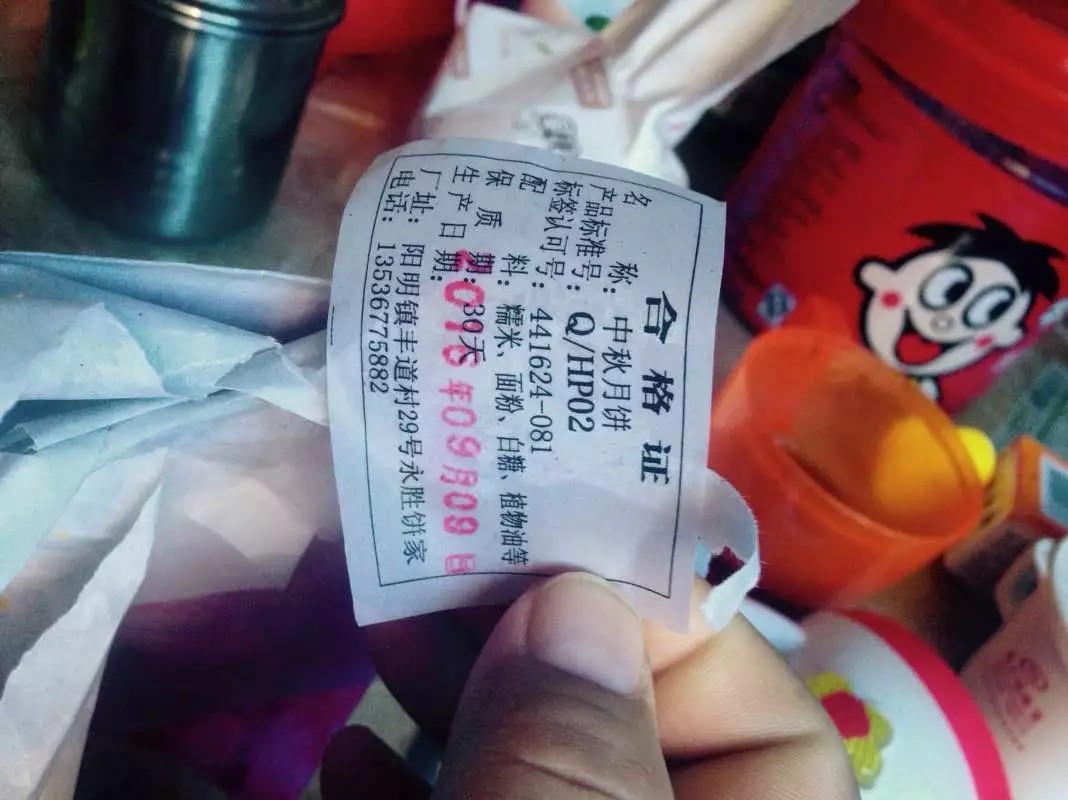 合格证
名 称：中秋月饼
产品标准号：Q/HP02
标签认可号：441624-081
配 料：糯米、面粉、白糖、植物油等
保 质 期：30天
生产日期：2016年09月09日
厂址：阳明镇丰道村29号永胜饼家
电话：13536775882